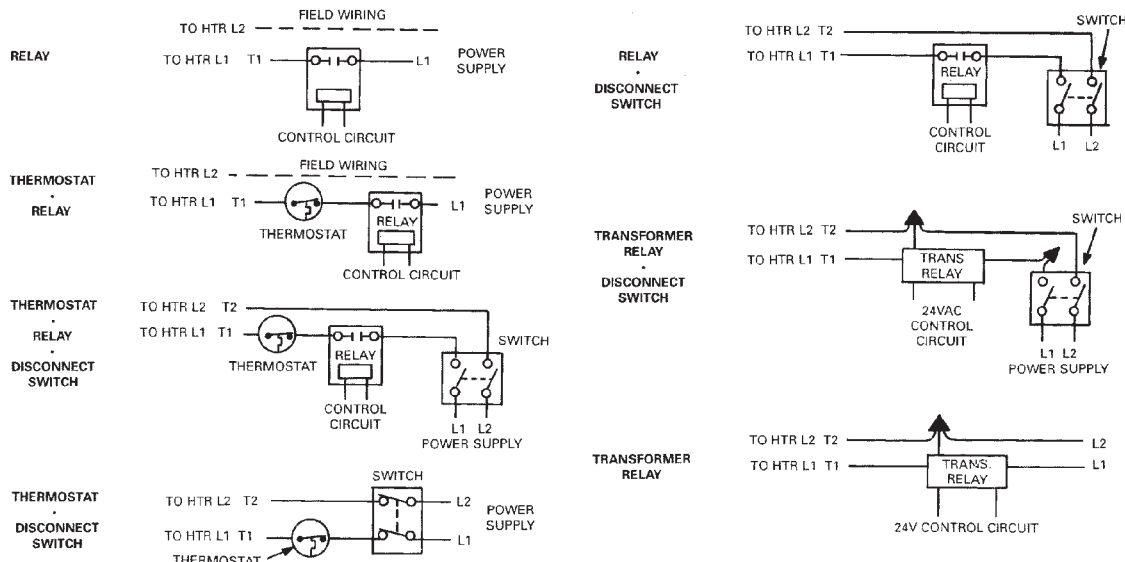 RELAY
FIELD WIRING
TO HTR L2
TO HTR L1 T1
L1
POWER
SUPPLY
CONTROL CIRCUIT
THERMOSTAT
·
RELAY
FIELD WIRING
TO HTR L2
TO HTR L1 T1
THERMOSTAT
RELAY
L1
POWER
SUPPLY
CONTROL CIRCUIT
THERMOSTAT
·
RELAY
·
DISCONNECT
SWITCH
TO HTR L2 T2
TO HTR L1 T1
THERMOSTAT
RELAY
CONTROL
CIRCUIT
SWITCH
L1 L2
POWER SUPPLY
THERMOSTAT
·
DISCONNECT
SWITCH
SWITCH
TO HTR L2 T2
L2
TO HTR L1 T1
L1
POWER
SUPPLY
THERMOSTAT
RELAY
·
DISCONNECT
SWITCH
SWITCH
TO HTR L2 T2
TO HTR L1 T1
RELAY
CONTROL
CIRCUIT
L1 L2
TRANSFORMER
RELAY
·
DISCONNECT
SWITCH
SWITCH
TO HTR L2 T2
TO HTR L1 T1
TRANS
RELAY
24VAC
CONTROL
CIRCUIT
L1 L2
POWER SUPPLY
TRANSFORMER
RELAY
TO HTR L2 T2
L2
TO HTR L1 T1
L1
TRANS.
RELAY
24V CONTROL CIRCUIT